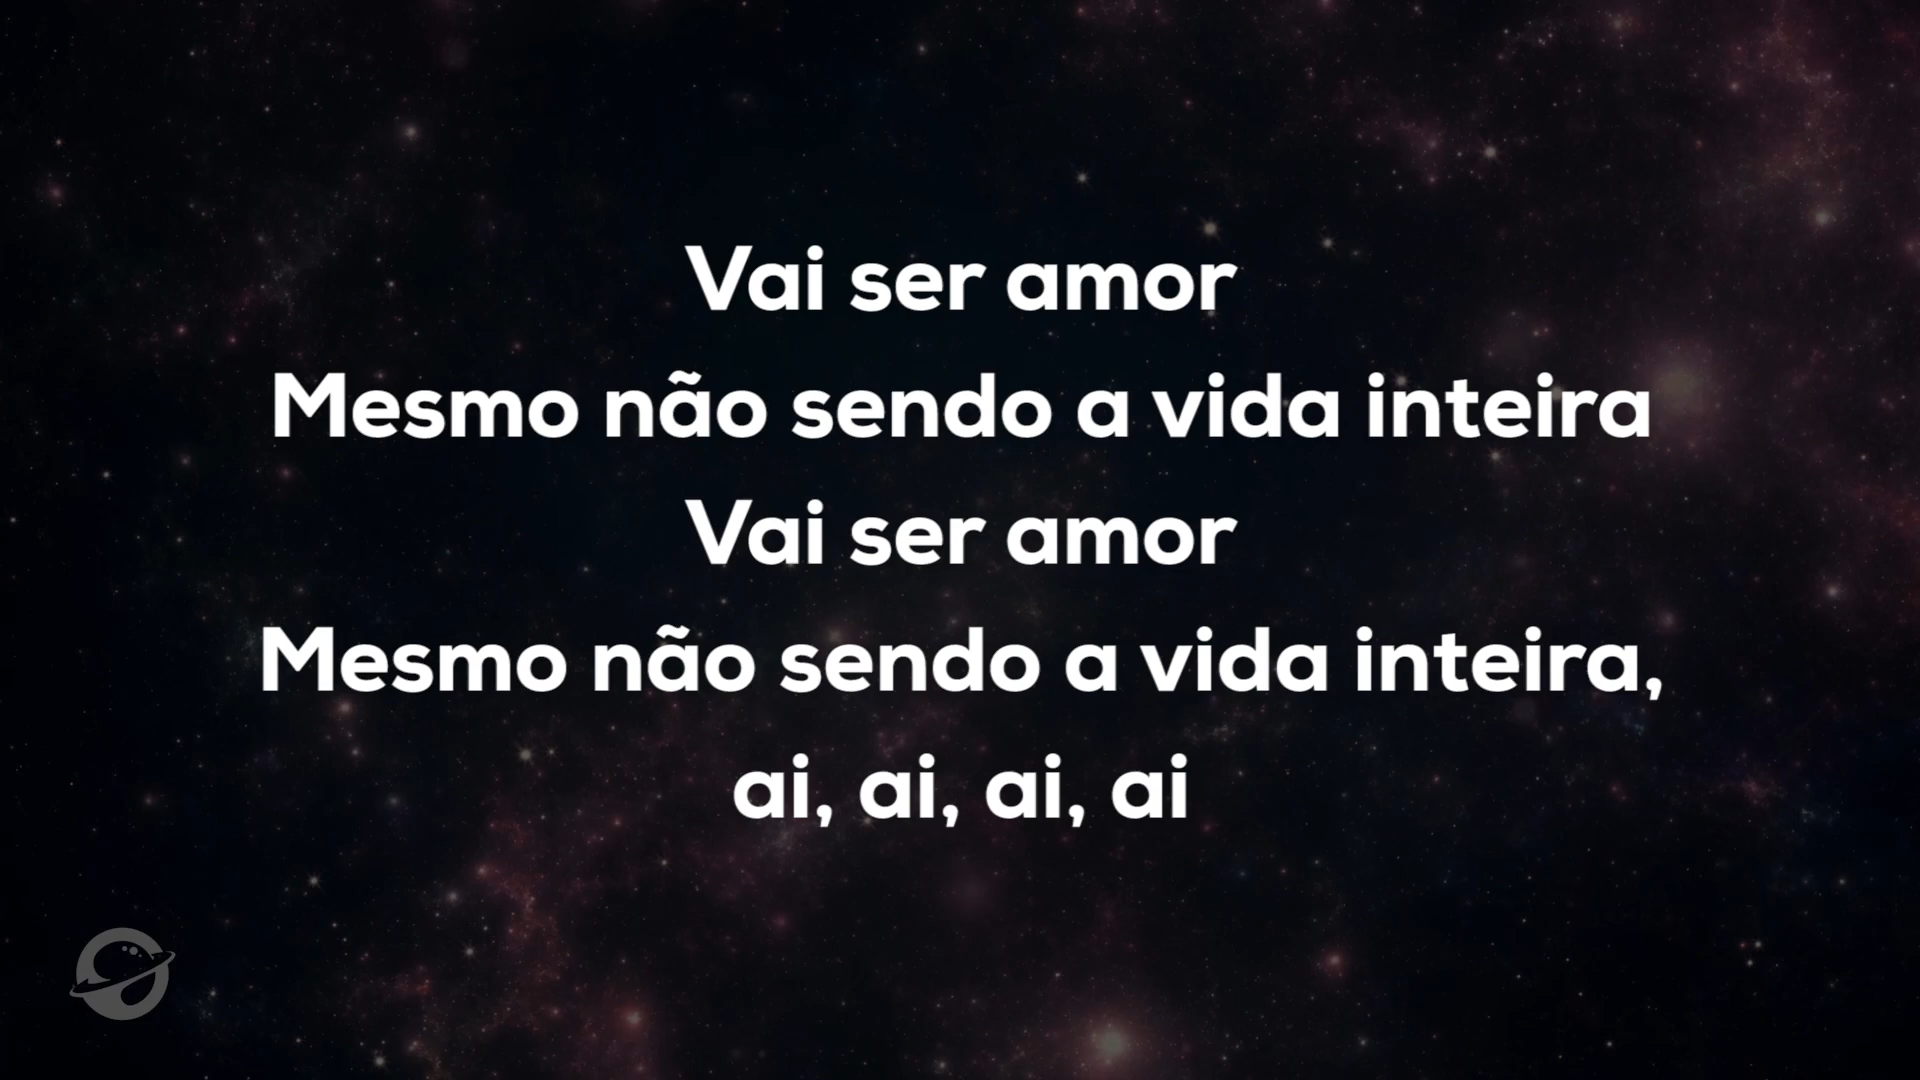 Vai ser amor
Mesmo não sendo a vida inteira
Vai ser amor
Mesmo não sendo a vida inteira,
ai, ai, ai, ai